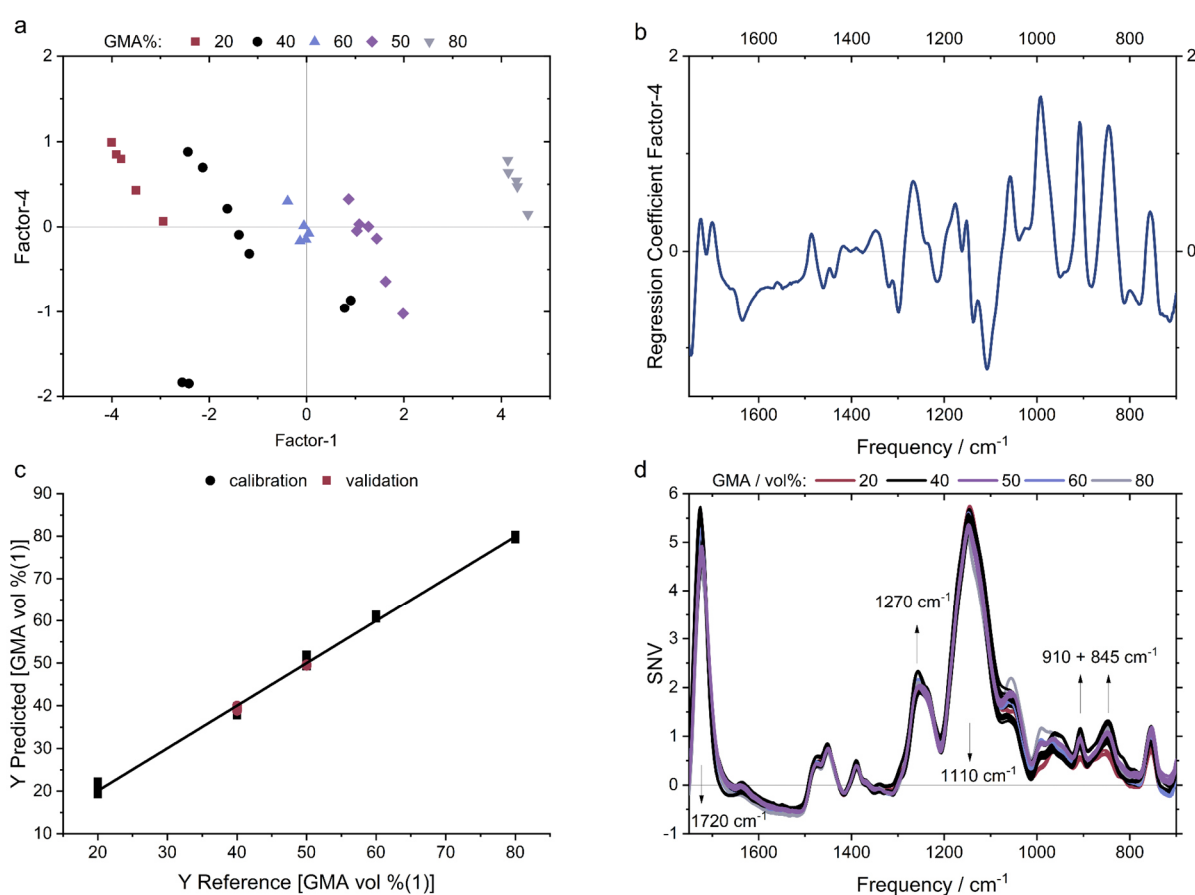 a
GMA%: 20 40 60 50 80
2
1
0
-1
-2
-4 -2 0 2 4
Factor-4
Factor-1
b
1600 1400 1200 1000 800
2 2
0 0
1600 1400 1200 1000 800
Regression Coefficient Factor-4
Frequency / cm⁻¹
c
calibration validation
90
80
70
60
50
40
30
20
10
20 30 40 50 60 70 80
Y Predicted [GMA vol %(1)]
Y Reference [GMA vol %(1)]
d
GMA / vol%: 20 40 50 60 80
6
5
4
3
2
1
0
-1
SNV
1270 cm⁻¹
910 + 845 cm⁻¹
1110 cm⁻¹
1720 cm⁻¹
1600 1400 1200 1000 800
Frequency / cm⁻¹